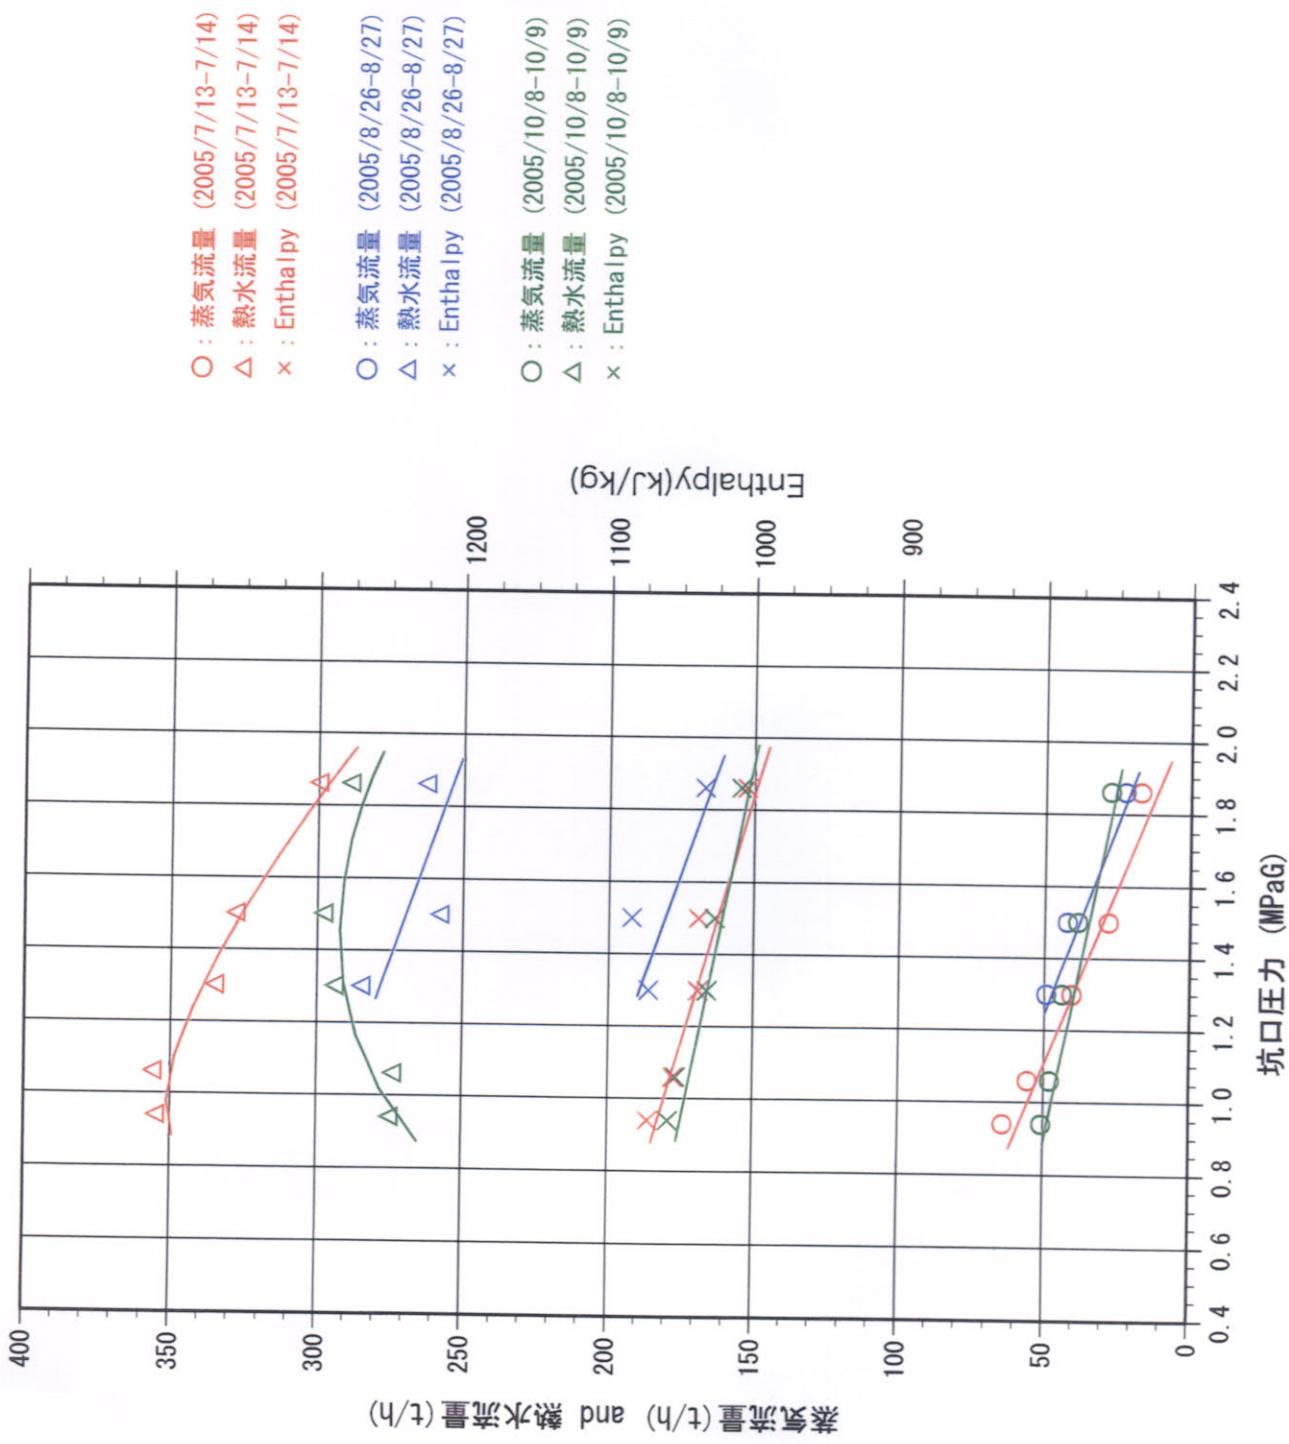 ○ : 蒸気流量 (2005/7/13-7/14)
△ : 熱水流量 (2005/7/13-7/14)
× : Enthalpy (2005/7/13-7/14)
○ : 蒸気流量 (2005/8/26-8/27)
△ : 熱水流量 (2005/8/26-8/27)
× : Enthalpy (2005/8/26-8/27)
○ : 蒸気流量 (2005/10/8-10/9)
△ : 熱水流量 (2005/10/8-10/9)
× : Enthalpy (2005/10/8-10/9)
蒸気流量(t/h) and 熱水流量(t/h)
400
350
300
250
200
150
100
50
0
0.4
0.6
0.8
1.0
1.2
1.4
1.6
1.8
2.0
2.2
2.4
坑口圧力 (MPaG)
1200
1100
1000
900
Enthalpy(kJ/kg)